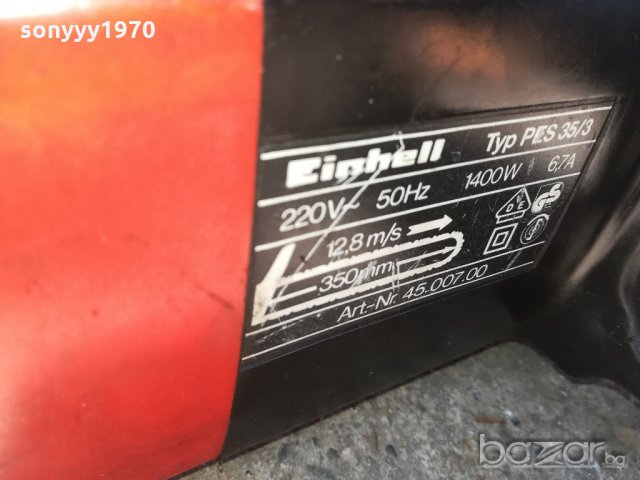 sonyyy1970
Einhell Typ PES 35/3
220V~ 50Hz 1400W 6,7A
12,8 m/s
350mm
Art.-Nr. 45.007.00
bazar.bg